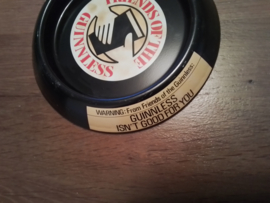 FRIENDS OF THE
GUINNLESS
WARNING: From Friends of the Guinnless:
GUINNLESS
ISN'T GOOD FOR YOU